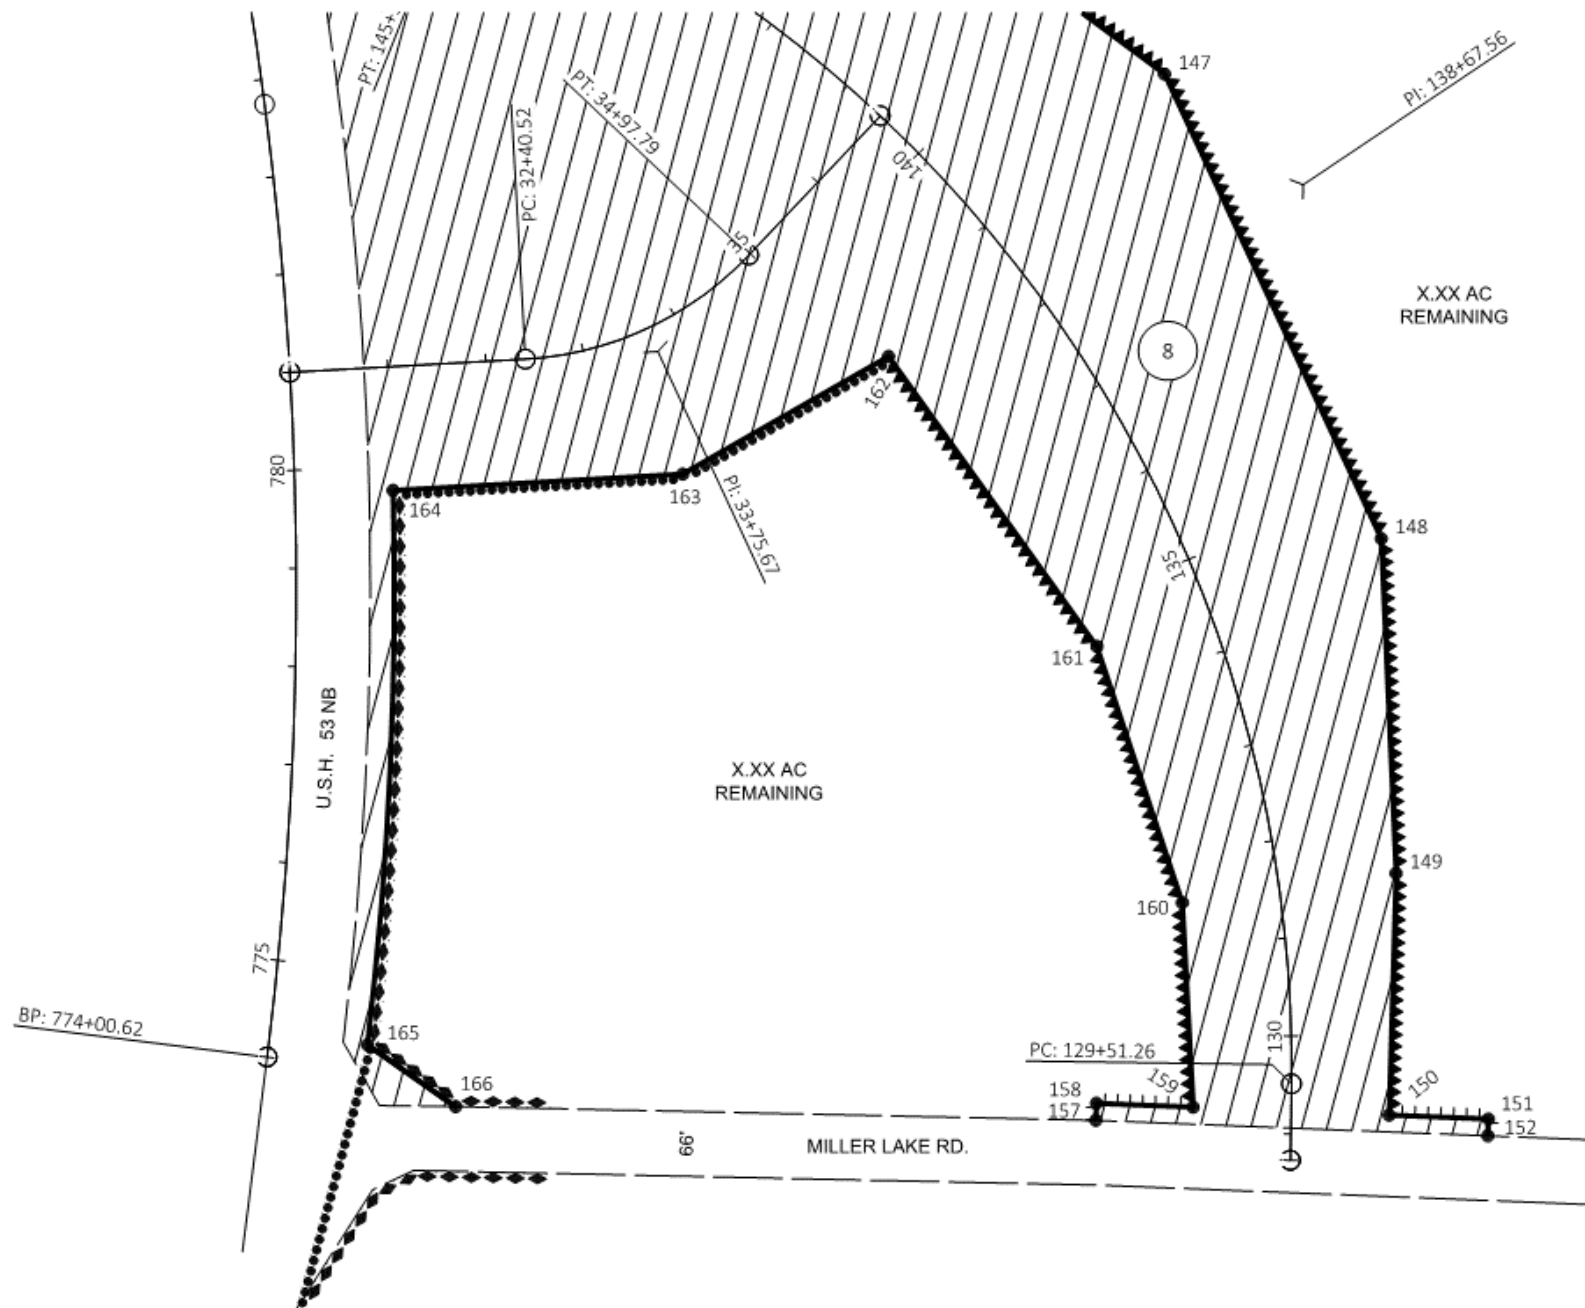 PT: 145+
147
PI: 138+67.56
PT: 34+97.79
PC: 32+40.52
140
35
X.XX AC
REMAINING
8
162
780
164
163
PI: 33+75.67
148
135
161
U.S.H. 53 NB
X.XX AC
REMAINING
149
160
775
BP: 774+00.62
165
130
PC: 129+51.26
166
158
159
150
151
157
152
66'
MILLER LAKE RD.